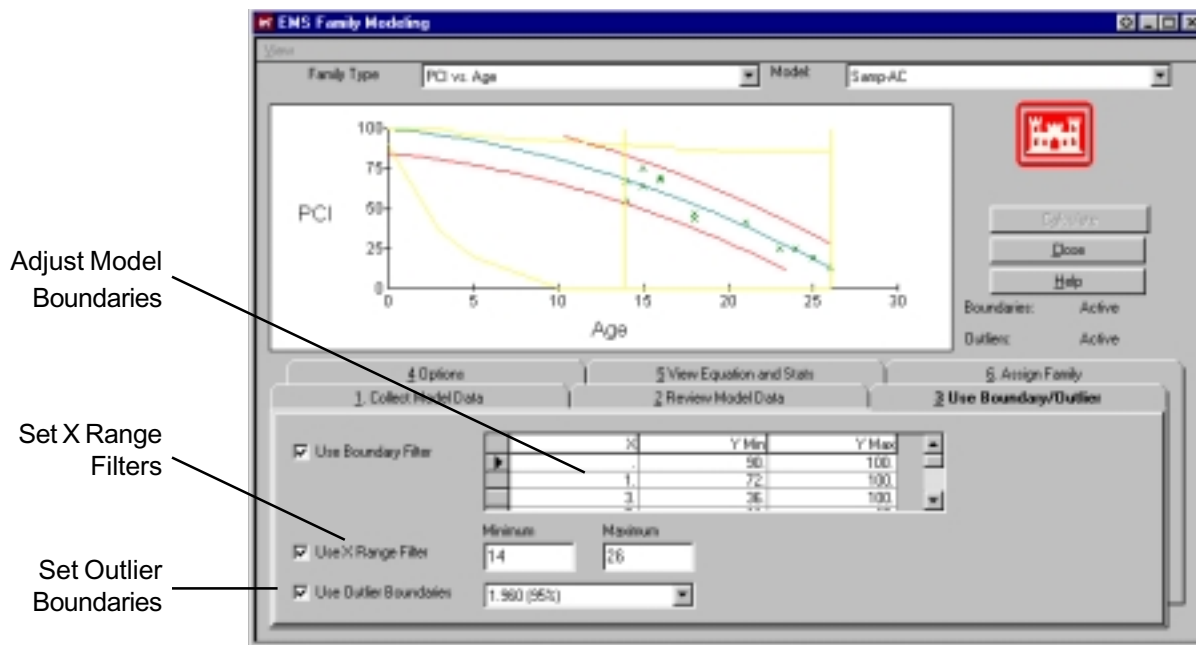 EMS Family Modeling
View
Family Type PCI vs. Age Model: Samp-AC
100
75
50
25
0
PCI
0 5 10 15 20 25 30
Age
Calculate
Close
Help
Boundaries: Active
Outliers: Active
Adjust Model
Boundaries
Set X Range
Filters
Set Outlier
Boundaries
4 Options 5 View Equation and Stats 6. Assign Family
1. Collect Model Data 2 Review Model Data 3 Use Boundary/Outlier
Use Boundary Filter
X Y Min Y Max
. 90. 100.
1. 72. 100.
3. 36. 100.
Minimum Maximum
Use X Range Filter 14 26
Use Outlier Boundaries 1.960 (95%)